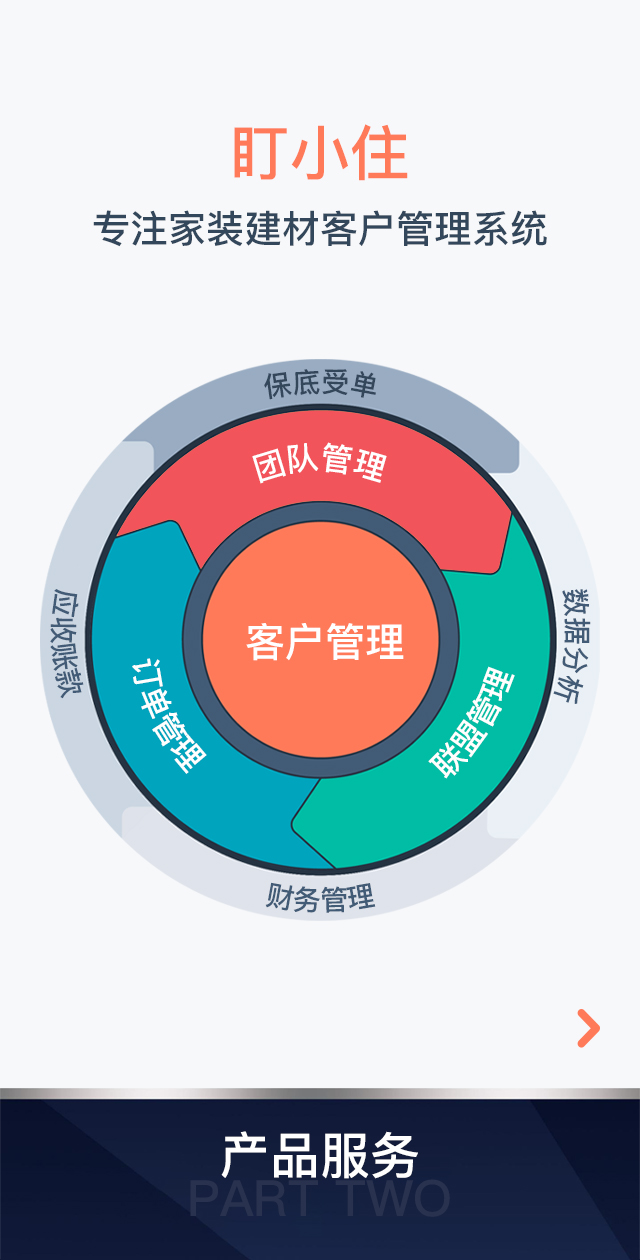 盯小住
专注家装建材客户管理系统
保底受单
团队管理
应收账款
数据分析
客户管理
订单管理
联盟管理
财务管理
产品服务
PART TWO